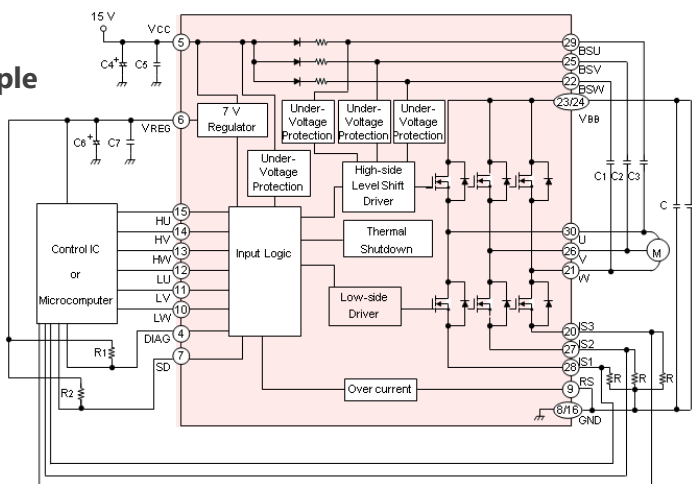 ple
15 V
VCC
5
C4
+
C5
6
VREG
C6
+
C7
7 V
Regulator
Under-
Voltage
Protection
Under-
Voltage
Protection
Under-
Voltage
Protection
Under-
Voltage
Protection
High-side
Level Shift
Driver
Input Logic
Thermal
Shutdown
Low-side
Driver
Over current
Control IC
or
Microcomputer
15
HU
14
HV
13
HW
12
LU
11
LV
10
LW
4
DIAG
7
SD
R1
R2
29
BSU
25
BSV
22
BSW
23/24
VBB
C1
C2
C3
C
30
U
26
V
21
W
M
20
IS3
27
IS2
28
IS1
R
R
R
9
RS
8/16
GND